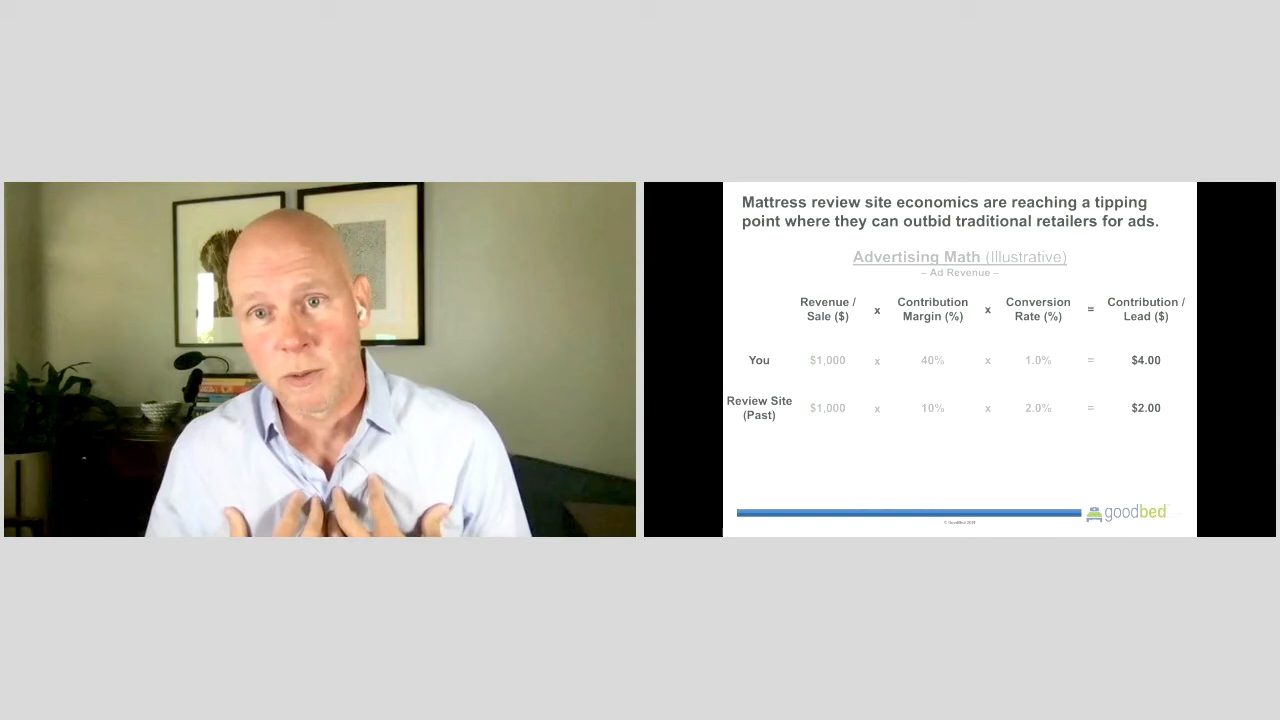 Mattress review site economics are reaching a tipping
point where they can outbid traditional retailers for ads.
Advertising Math (Illustrative)
– Ad Revenue –
Revenue / Sale ($) x Contribution Margin (%) x Conversion Rate (%) = Contribution / Lead ($)
You $1,000 x 40% x 1.0% = $4.00
Review Site (Past) $1,000 x 10% x 2.0% = $2.00
goodbed